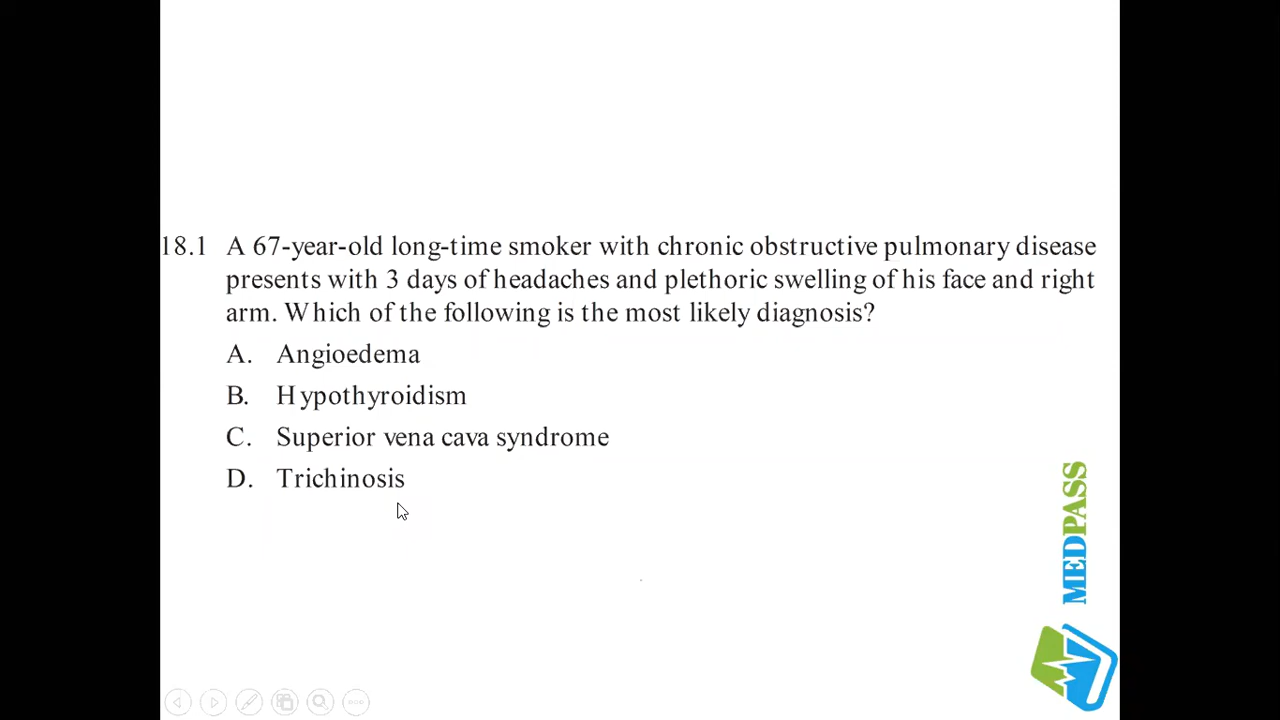 18.1 A 67-year-old long-time smoker with chronic obstructive pulmonary disease
presents with 3 days of headaches and plethoric swelling of his face and right
arm. Which of the following is the most likely diagnosis?
A. Angioedema
B. Hypothyroidism
C. Superior vena cava syndrome
D. Trichinosis
MEDPASS